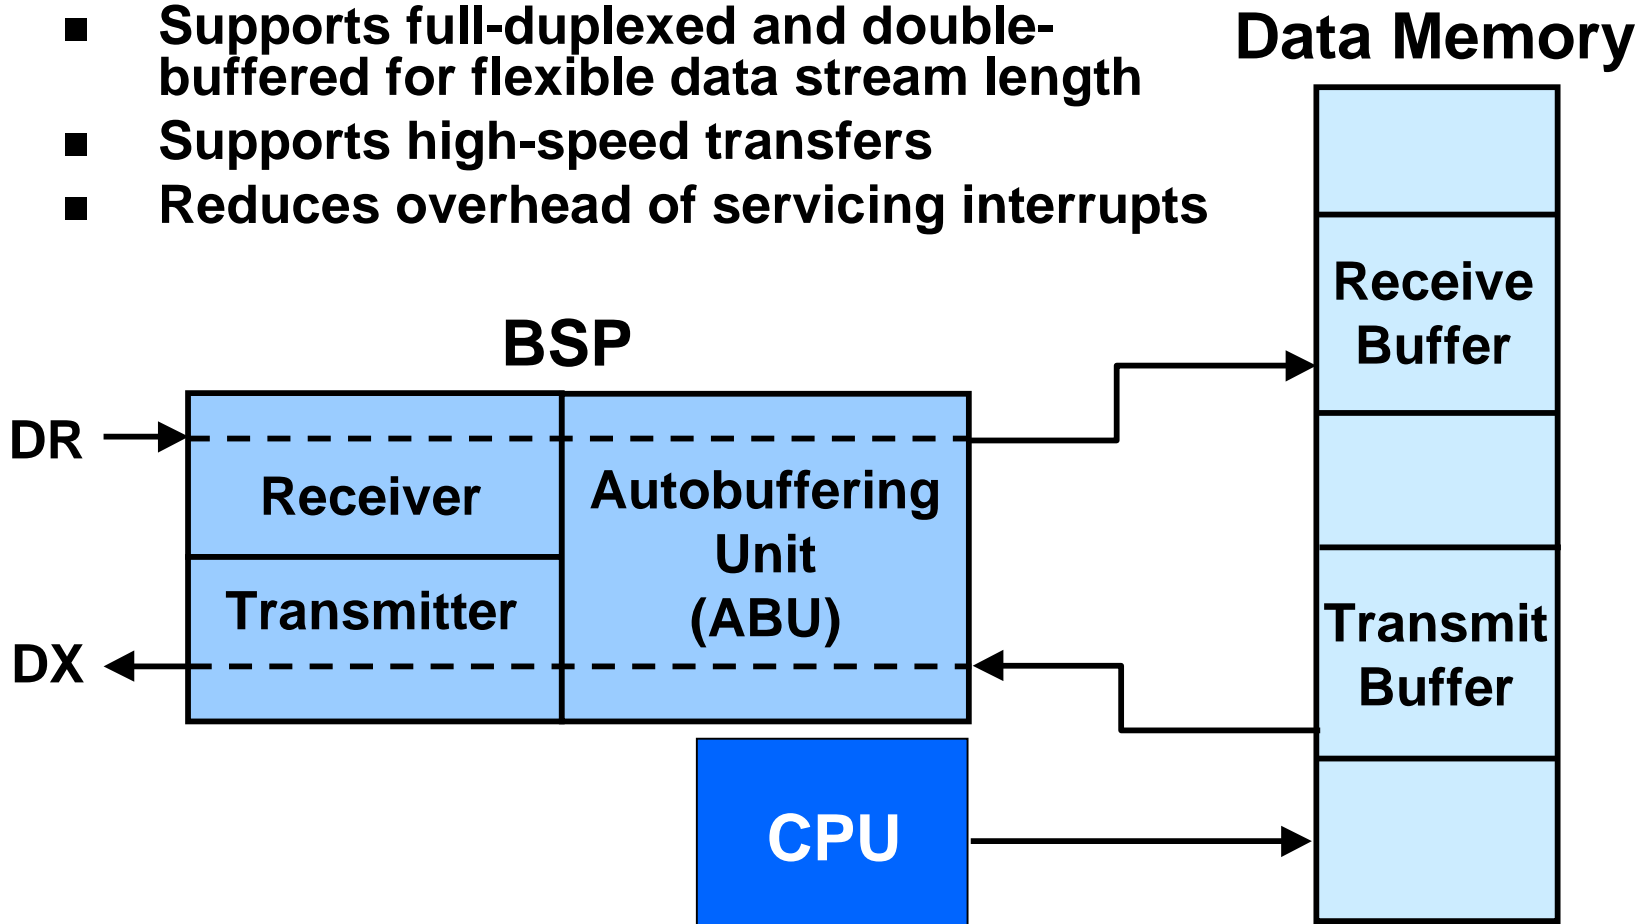 ■ Supports full-duplexed and double-
buffered for flexible data stream length
■ Supports high-speed transfers
■ Reduces overhead of servicing interrupts
Data Memory
Receive
Buffer
BSP
DR
Receiver
Autobuffering
Unit
(ABU)
Transmitter
DX
Transmit
Buffer
CPU